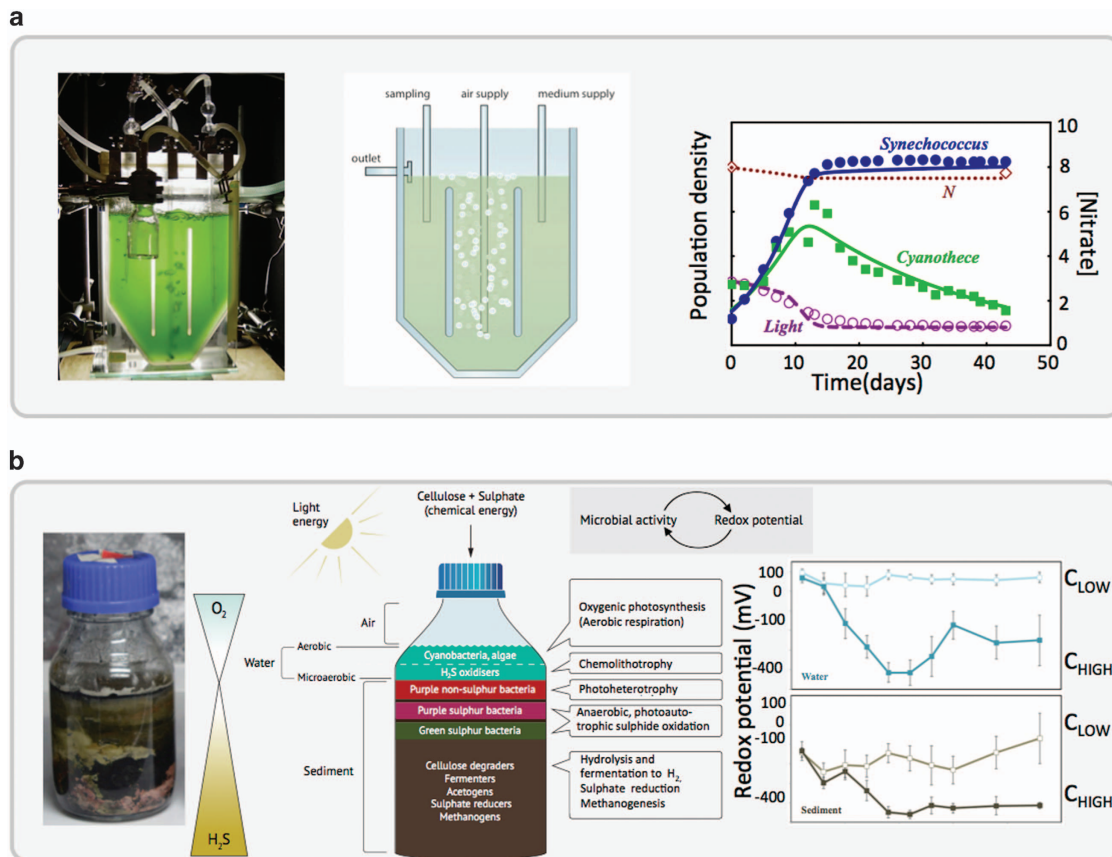 a
sampling
air supply
medium supply
outlet
Population density
Synechococcus
N
Cyanothece
Light
10
8
6
4
2
0
[Nitrate]
0
10
20
30
40
50
Time(days)
b
Light
energy
Cellulose + Sulphate
(chemical energy)
Microbial activity
Redox potential
O2
H2S
Air
Water
Aerobic
Microaerobic
Sediment
Cyanobacteria, algae
H2S oxidisers
Purple non-sulphur bacteria
Purple sulphur bacteria
Green sulphur bacteria
Cellulose degraders
Fermenters
Acetogens
Sulphate reducers
Methanogens
Oxygenic photosynthesis
(Aerobic respiration)
Chemolithotrophy
Photoheterotrophy
Anaerobic, photoauto-
trophic sulphide oxidation
Hydrolysis and
fermentation to H2,
Sulphate reduction
Methanogenesis
Redox potential (mV)
100
0
-100
-400
Water
CLOW
CHIGH
100
0
-100
-400
Sediment
CLOW
CHIGH